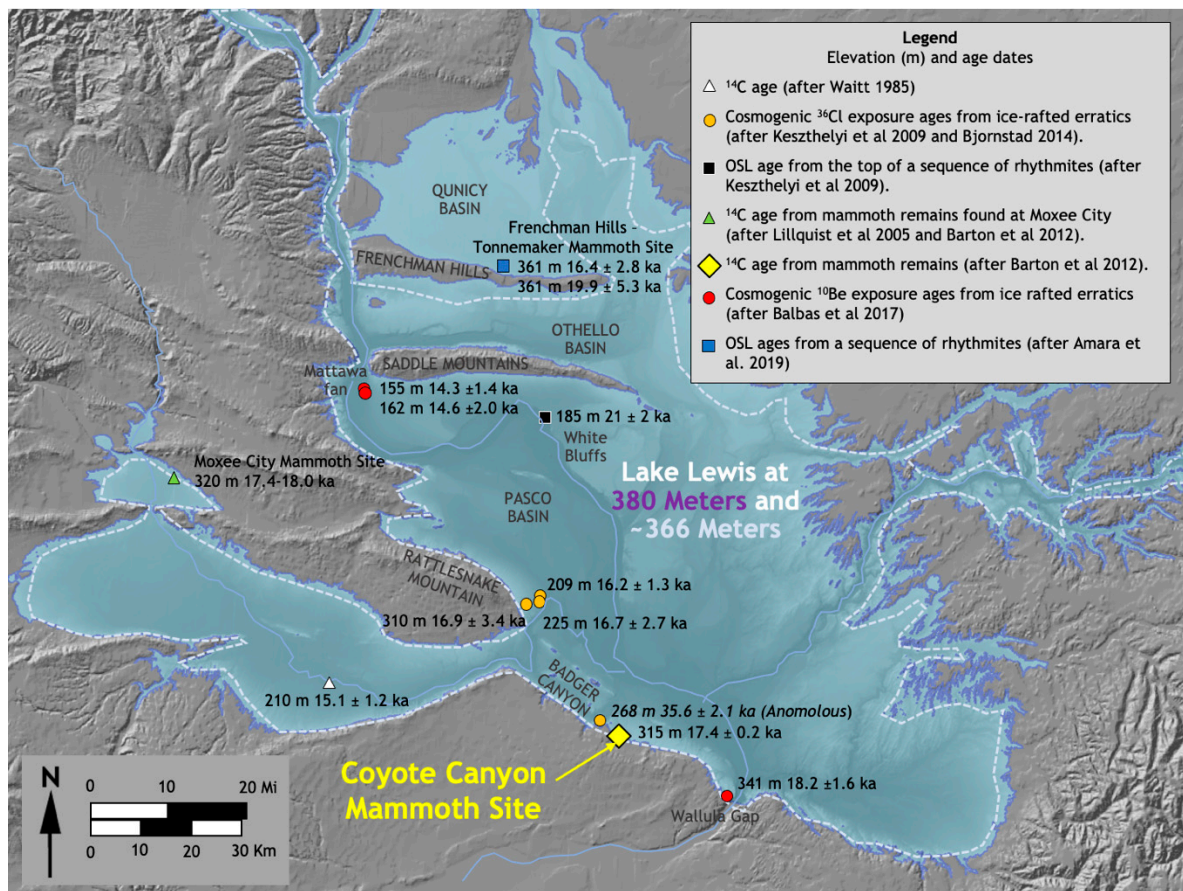 Legend
Elevation (m) and age dates
¹⁴C age (after Waitt 1985)
Cosmogenic ³⁶Cl exposure ages from ice-rafted erratics
(after Keszthelyi et al 2009 and Bjornstad 2014).
OSL age from the top of a sequence of rhythmites (after
Keszthelyi et al 2009).
¹⁴C age from mammoth remains found at Moxee City
(after Lillquist et al 2005 and Barton et al 2012).
¹⁴C age from mammoth remains (after Barton et al 2012).
Cosmogenic ¹⁰Be exposure ages from ice rafted erratics
(after Balbas et al 2017)
OSL ages from a sequence of rhythmites (after Amara et
al. 2019)
QUNICY
BASIN
Frenchman Hills –
Tonnemaker Mammoth Site
361 m 16.4 ± 2.8 ka
361 m 19.9 ± 5.3 ka
FRENCHMAN HILLS
OTHELLO
BASIN
SADDLE MOUNTAINS
Mattawa
fan
155 m 14.3 ±1.4 ka
162 m 14.6 ±2.0 ka
185 m 21 ± 2 ka
White
Bluffs
Moxee City Mammoth Site
320 m 17.4-18.0 ka
Lake Lewis at
380 Meters and
~366 Meters
PASCO
BASIN
RATTLESNAKE
MOUNTAIN
209 m 16.2 ± 1.3 ka
310 m 16.9 ± 3.4 ka
225 m 16.7 ± 2.7 ka
BADGER
CANYON
210 m 15.1 ± 1.2 ka
268 m 35.6 ± 2.1 ka (Anomolous)
315 m 17.4 ± 0.2 ka
Coyote Canyon
Mammoth Site
341 m 18.2 ±1.6 ka
Wallula Gap
N
0 10 20 Mi
0 10 20 30 Km